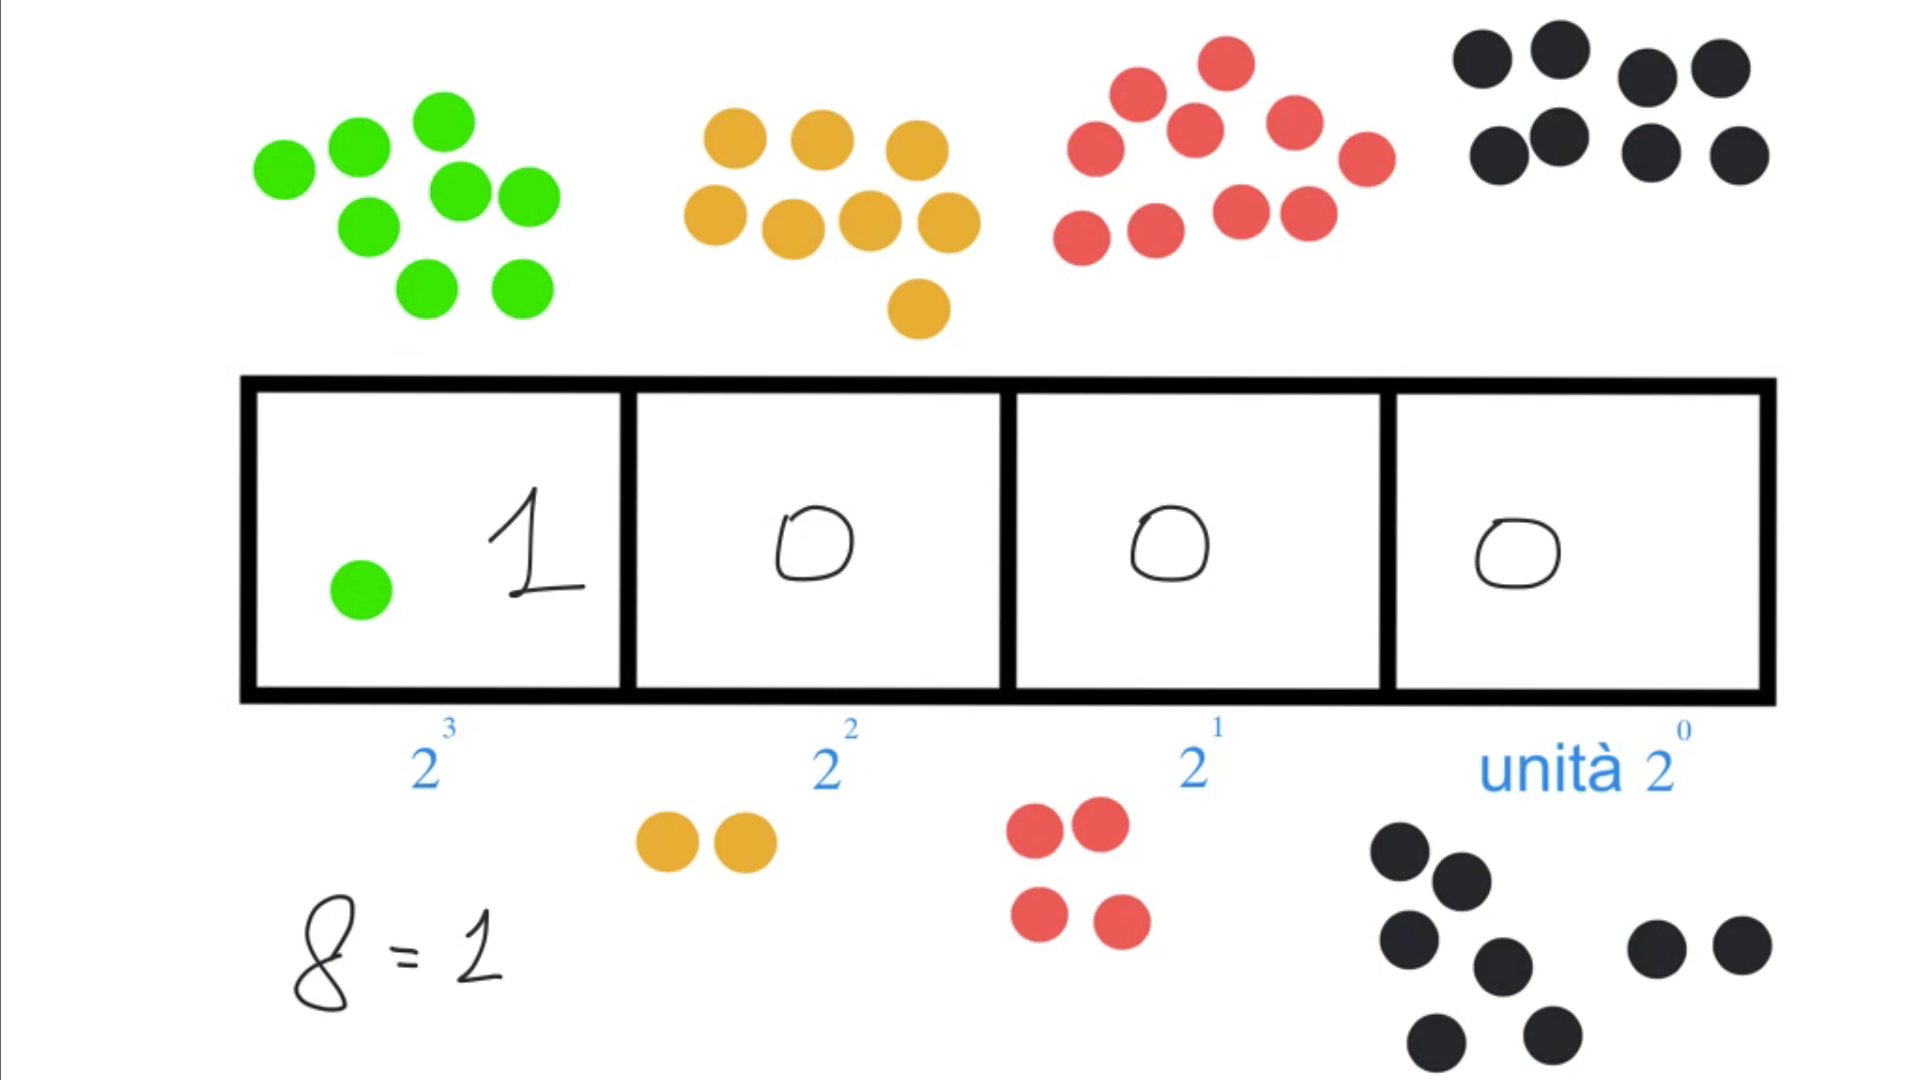 1 0 0 0
2³ 2² 2¹ unità 2⁰
8 = 1